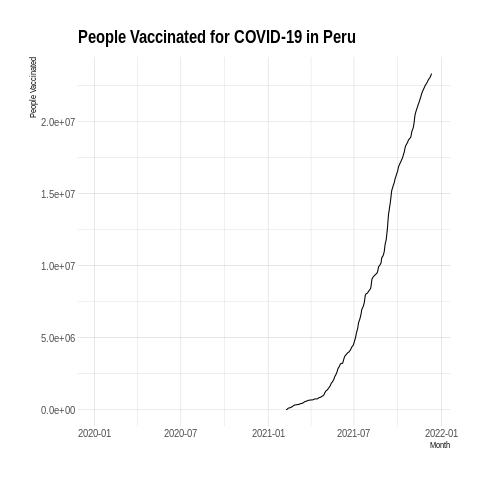 People Vaccinated for COVID-19 in Peru
People Vaccinated
2.0e+07
1.5e+07
1.0e+07
5.0e+06
0.0e+00
2020-01 2020-07 2021-01 2021-07 2022-01
Month